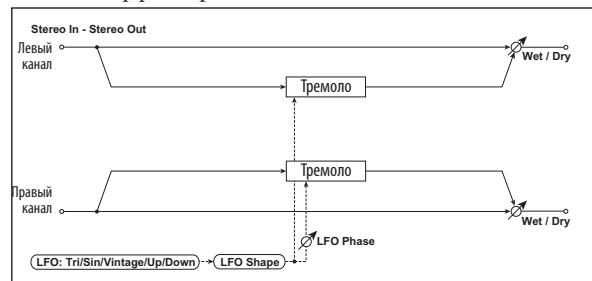 Stereo In - Stereo Out
Левый
канал
Wet / Dry
Тремоло
Тремоло
Правый
канал
Wet / Dry
LFO Phase
LFO: Tri/Sin/Vintage/Up/Down
LFO Shape